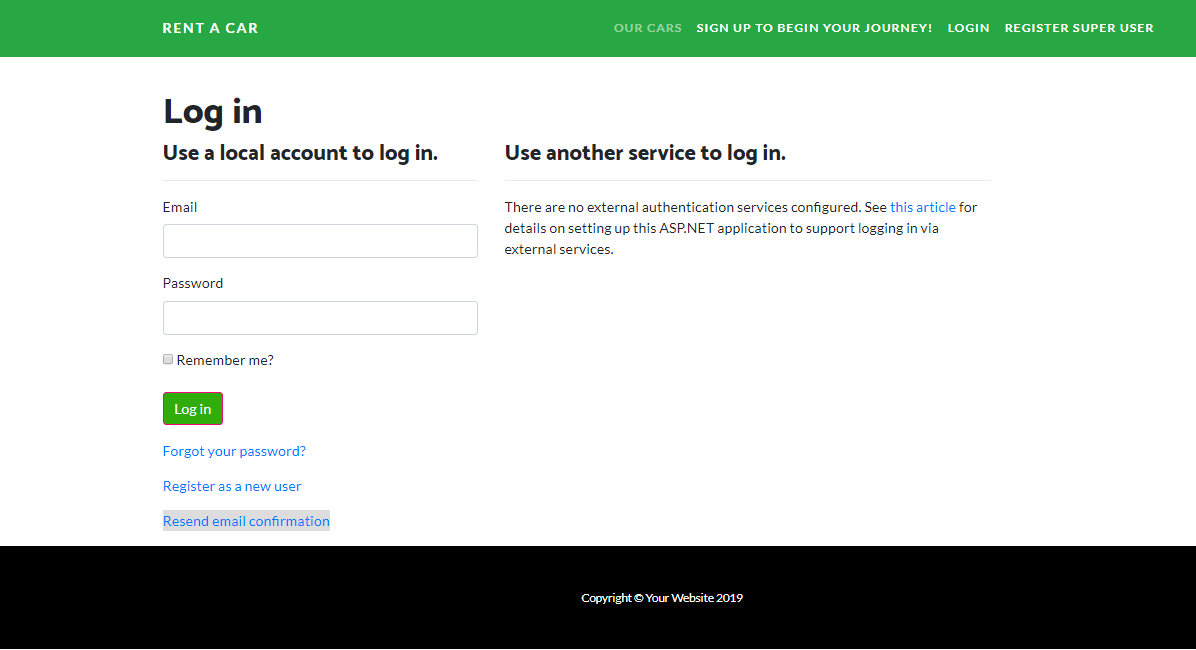 RENT A CAR
OUR CARS SIGN UP TO BEGIN YOUR JOURNEY! LOGIN REGISTER SUPER USER
Log in
Use a local account to log in.
Email
Password
Remember me?
Log in
Forgot your password?
Register as a new user
Resend email confirmation
Use another service to log in.
There are no external authentication services configured. See this article for
details on setting up this ASP.NET application to support logging in via
external services.
Copyright © Your Website 2019